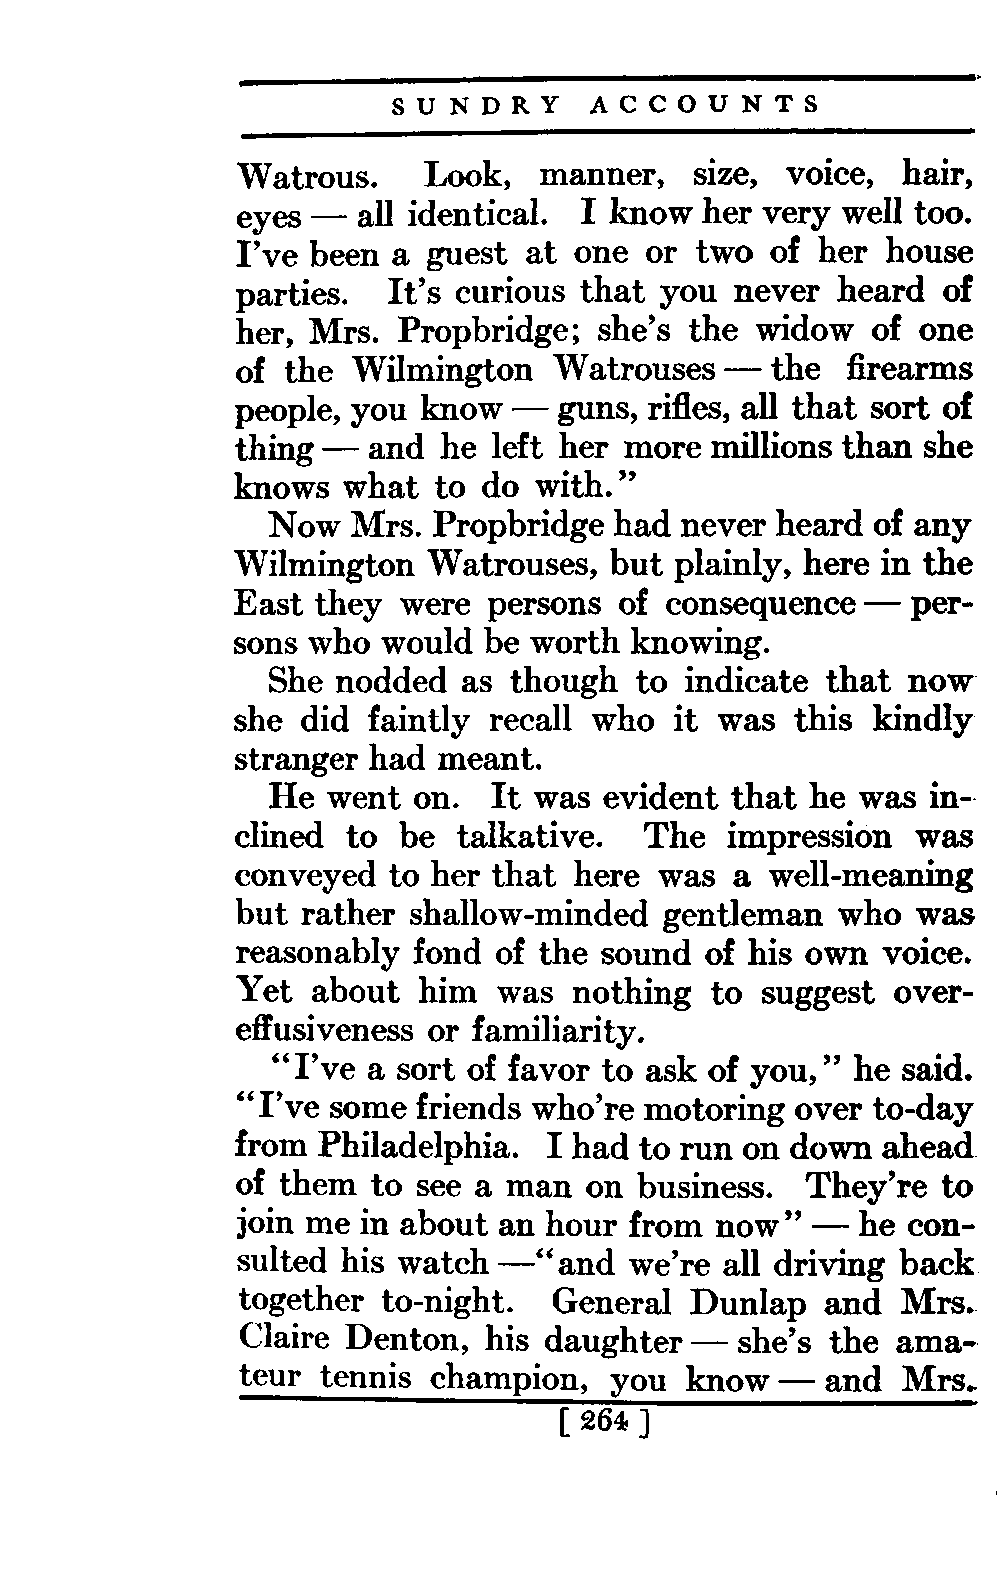 SUNDRY ACCOUNTS
Watrous. Look, manner, size, voice, hair,
eyes — all identical. I know her very well too.
I've been a guest at one or two of her house
parties. It's curious that you never heard of
her, Mrs. Propbridge; she's the widow of one
of the Wilmington Watrouses — the firearms
people, you know — guns, rifles, all that sort of
thing — and he left her more millions than she
knows what to do with."
Now Mrs. Propbridge had never heard of any
Wilmington Watrouses, but plainly, here in the
East they were persons of consequence — per-
sons who would be worth knowing.
She nodded as though to indicate that now
she did faintly recall who it was this kindly
stranger had meant.
He went on. It was evident that he was in-
clined to be talkative. The impression was
conveyed to her that here was a well-meaning
but rather shallow-minded gentleman who was
reasonably fond of the sound of his own voice.
Yet about him was nothing to suggest over-
effusiveness or familiarity.
"I've a sort of favor to ask of you," he said.
"I've some friends who're motoring over to-day
from Philadelphia. I had to run on down ahead
of them to see a man on business. They're to
join me in about an hour from now" — he con-
sulted his watch —"and we're all driving back
together to-night. General Dunlap and Mrs.
Claire Denton, his daughter — she's the ama-
teur tennis champion, you know — and Mrs.
[ 264 ]